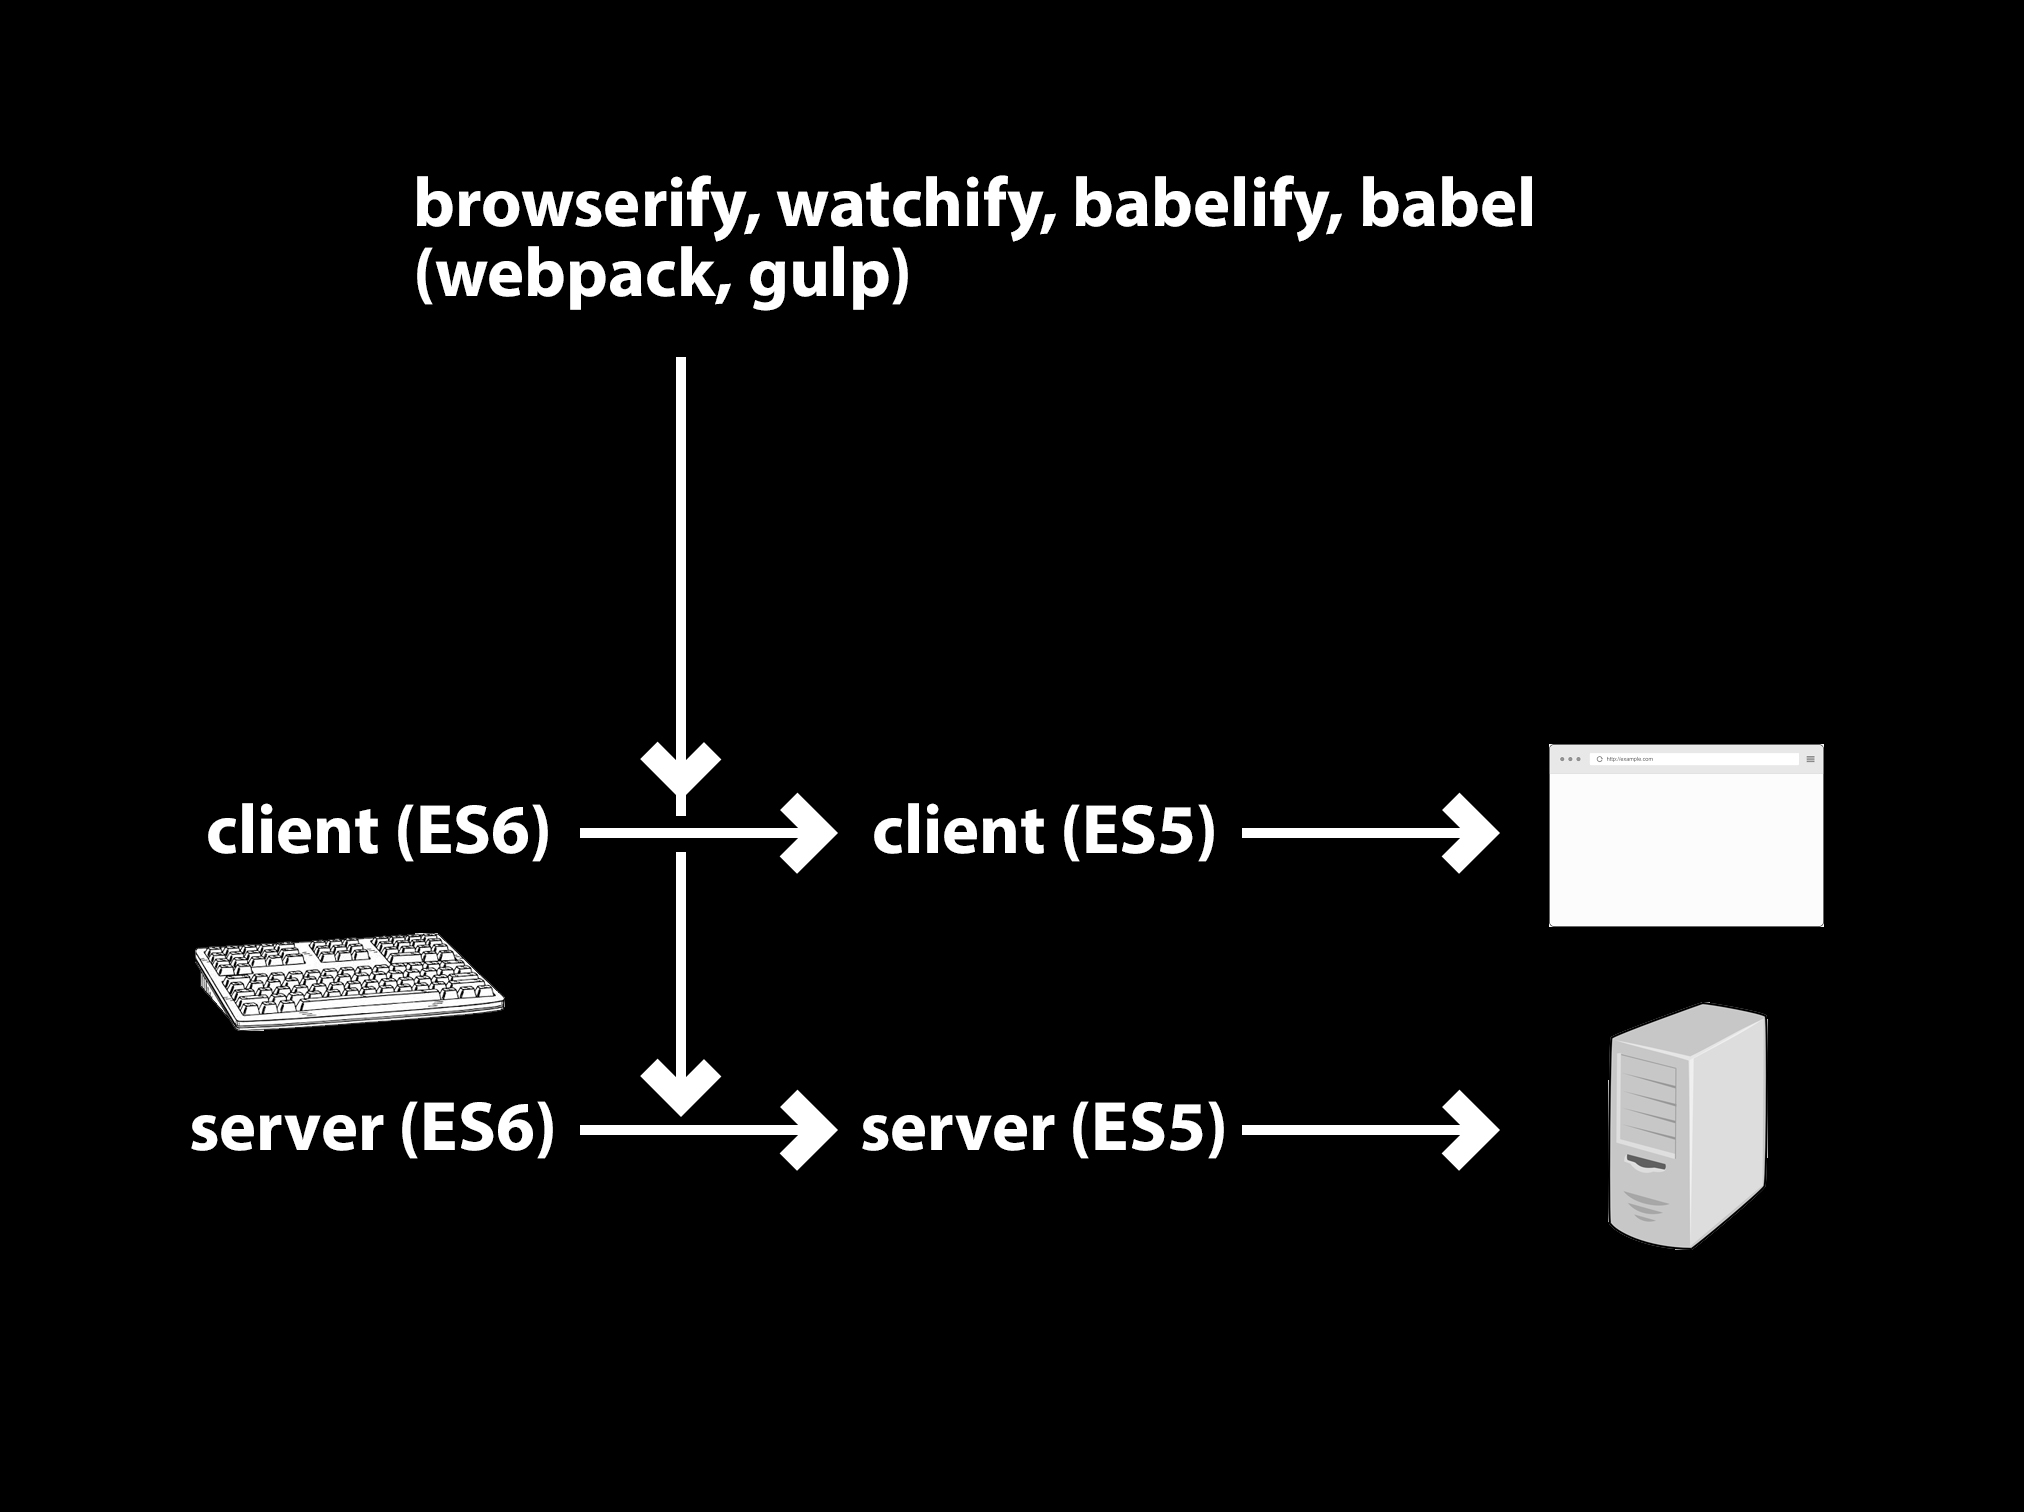 browserify, watchify, babelify, babel
(webpack, gulp)
client (ES6)
client (ES5)
http://example.com
server (ES6)
server (ES5)